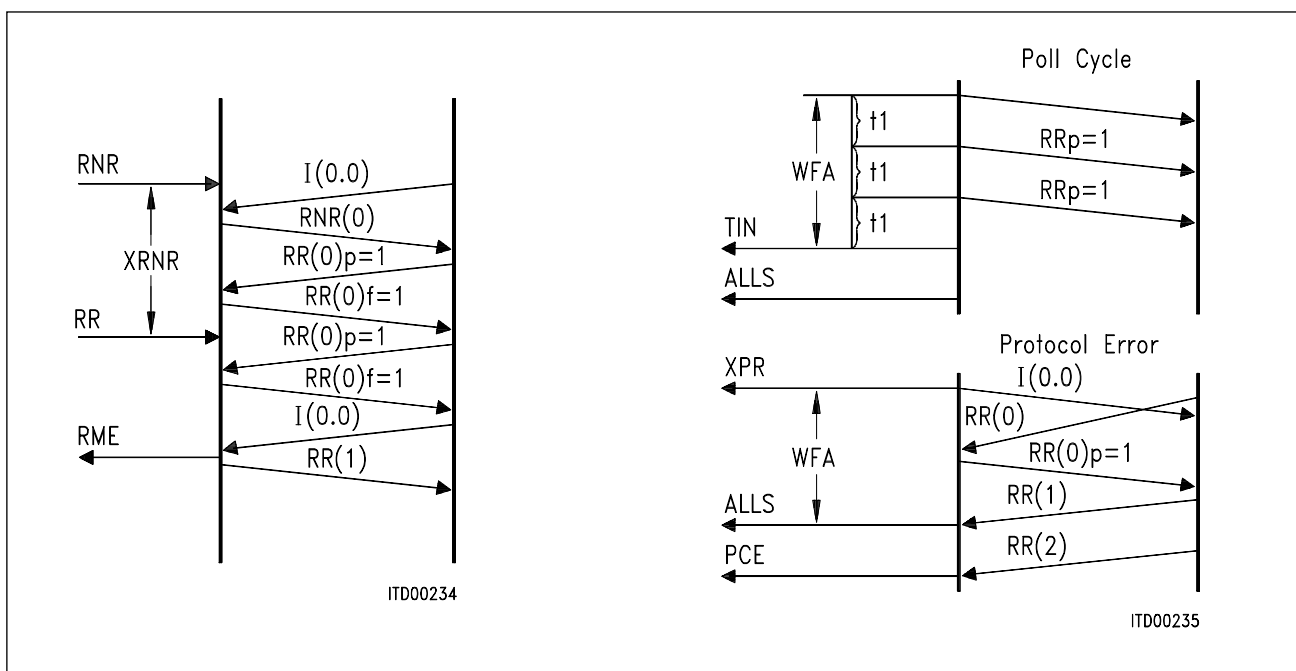 RNR
I(0.0)
RNR(0)
XRNR
RR(0)p=1
RR(0)f=1
RR
RR(0)p=1
RR(0)f=1
I(0.0)
RME
RR(1)
ITD00234
Poll Cycle
t1
RRp=1
WFA
t1
RRp=1
TIN
t1
ALLS
Protocol Error
XPR
I(0.0)
RR(0)
WFA
RR(0)p=1
RR(1)
ALLS
RR(2)
PCE
ITD00235